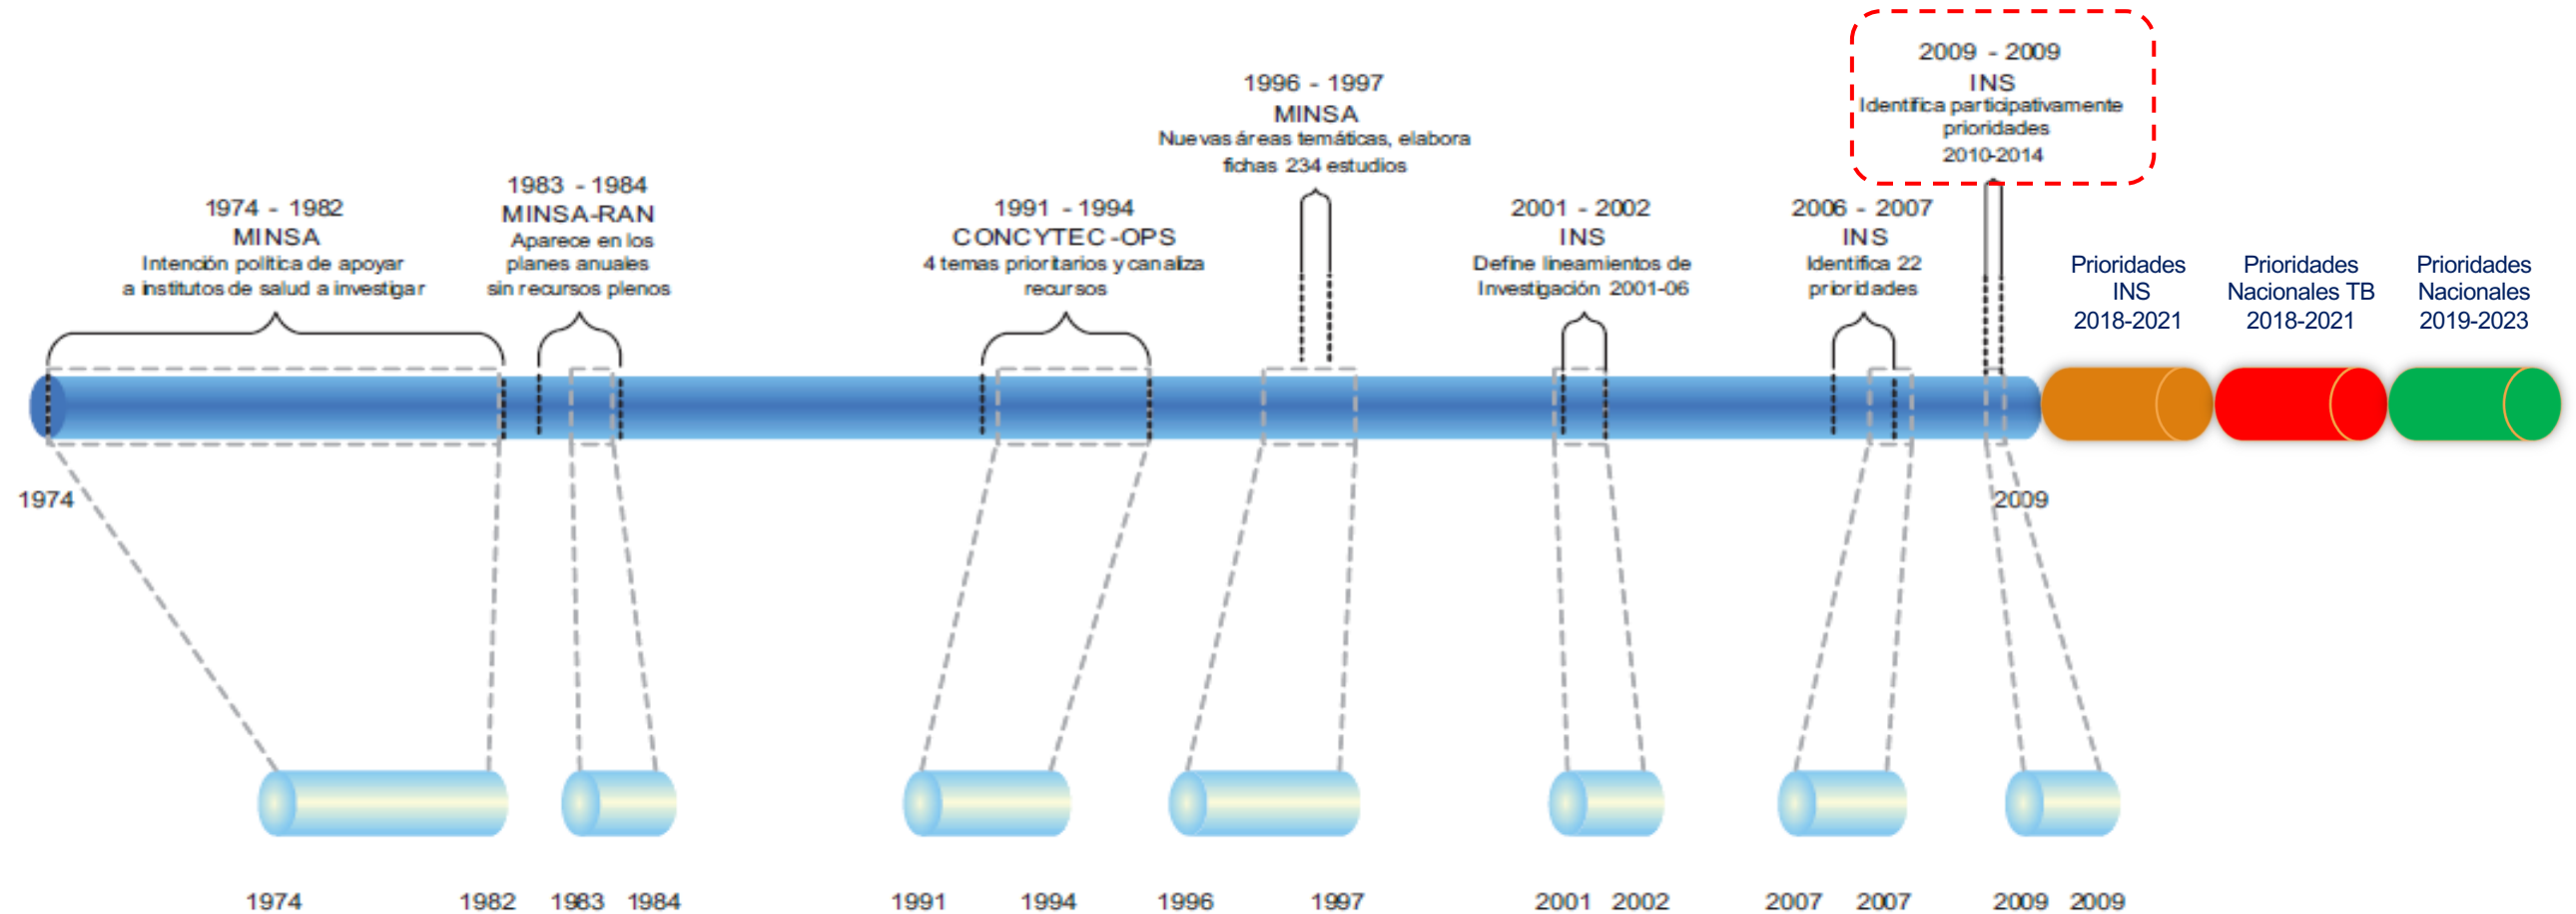 1974 - 1982
MINSA
Intención política de apoyar
a institutos de salud a investigar
1983 - 1984
MINSA-RAN
Aparece en los
planes anuales
sin recursos plenos
1991 - 1994
CONCYTEC-OPS
4 temas prioritarios y canaliza
recursos
1996 - 1997
MINSA
Nuevas áreas temáticas, elabora
fichas 234 estudios
2001 - 2002
INS
Define lineamientos de
Investigación 2001-06
2006 - 2007
INS
Identifica 22
prioridades
2009 - 2009
INS
Identifica participativamente
prioridades
2010-2014
Prioridades
INS
2018-2021
Prioridades
Nacionales TB
2018-2021
Prioridades
Nacionales
2019-2023
1974
2009
1974
1982
1983
1984
1991
1994
1996
1997
2001
2002
2007
2007
2009
2009